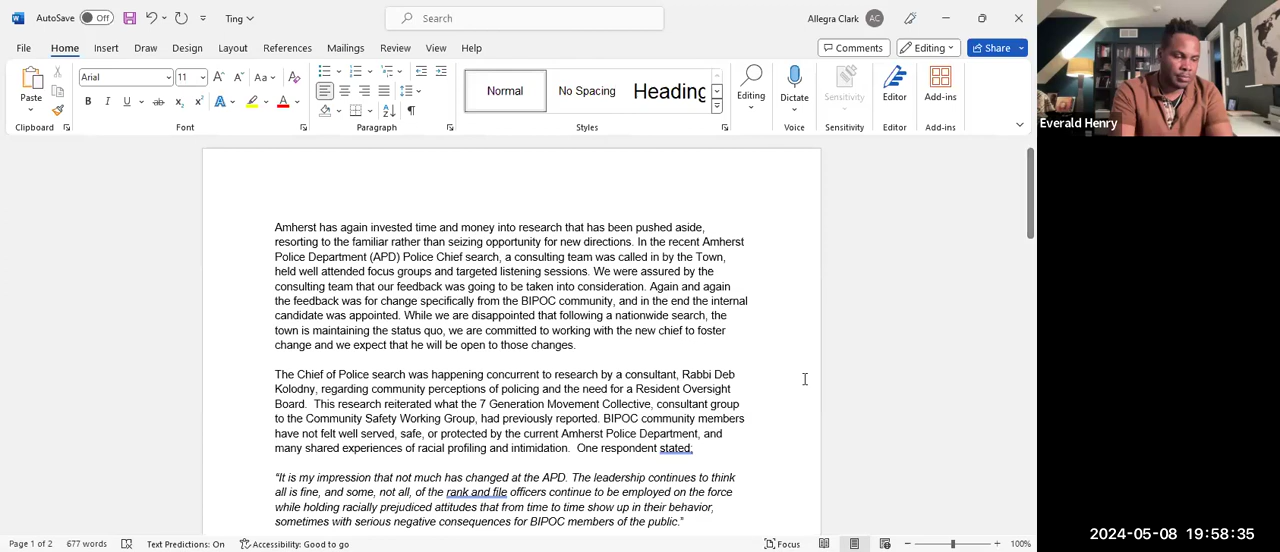 AutoSave Off Ting Search Allegra Clark AC
File Home Insert Draw Design Layout References Mailings Review View Help Comments Editing Share
Paste Arial 11 Aa Normal No Spacing Heading Editing Dictate Sensitivity Editor Add-ins
B I U ab x₂ x² A A
Clipboard Font Paragraph Styles Voice Sensitivity Editor Add-ins
Everald Henry
Amherst has again invested time and money into research that has been pushed aside,
resorting to the familiar rather than seizing opportunity for new directions. In the recent Amherst
Police Department (APD) Police Chief search, a consulting team was called in by the Town,
held well attended focus groups and targeted listening sessions. We were assured by the
consulting team that our feedback was going to be taken into consideration. Again and again
the feedback was for change specifically from the BIPOC community, and in the end the internal
candidate was appointed. While we are disappointed that following a nationwide search, the
town is maintaining the status quo, we are committed to working with the new chief to foster
change and we expect that he will be open to those changes.
The Chief of Police search was happening concurrent to research by a consultant, Rabbi Deb
Kolodny, regarding community perceptions of policing and the need for a Resident Oversight
Board. This research reiterated what the 7 Generation Movement Collective, consultant group
to the Community Safety Working Group, had previously reported. BIPOC community members
have not felt well served, safe, or protected by the current Amherst Police Department, and
many shared experiences of racial profiling and intimidation. One respondent stated;
“It is my impression that not much has changed at the APD. The leadership continues to think
all is fine, and some, not all, of the rank and file officers continue to be employed on the force
while holding racially prejudiced attitudes that from time to time show up in their behavior,
sometimes with serious negative consequences for BIPOC members of the public.”
Page 1 of 2 677 words Text Predictions: On Accessibility: Good to go Focus 100%
2024-05-08 19:58:35